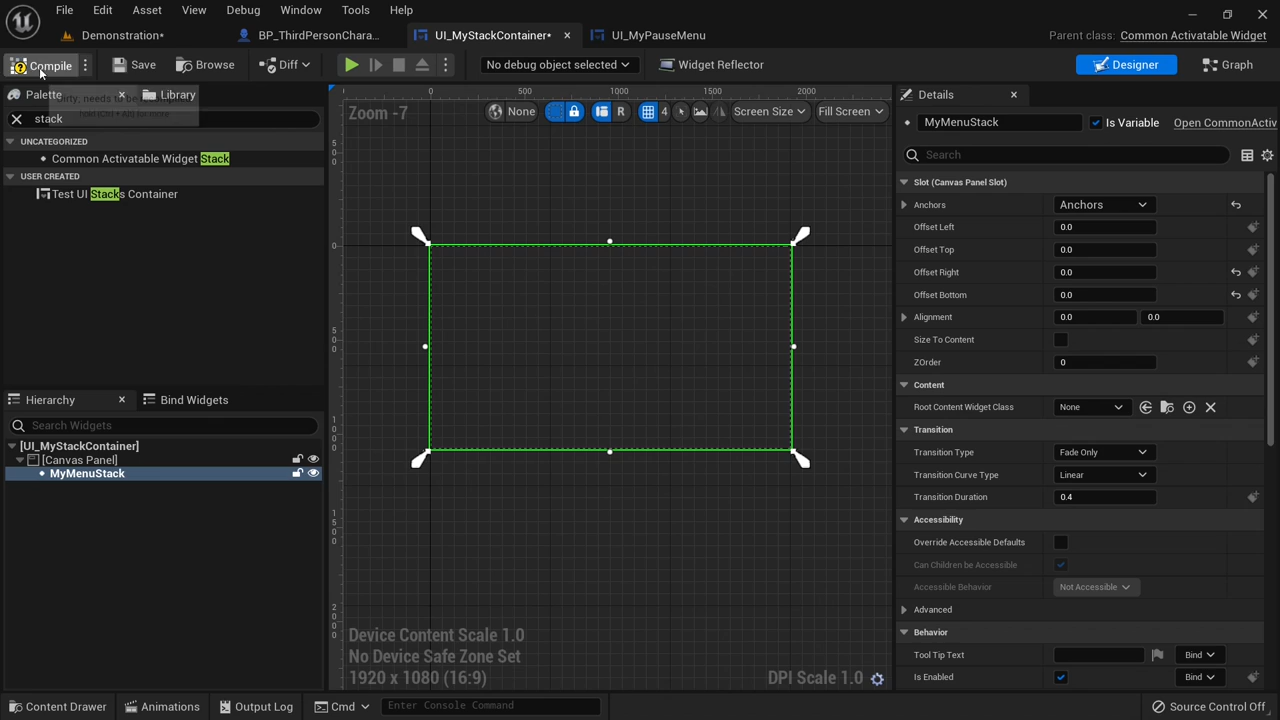 File Edit Asset View Debug Window Tools Help
Demonstration* BP_ThirdPersonChara... UI_MyStackContainer* UI_MyPauseMenu Parent class: Common Activatable Widget
Compile Save Browse Diff No debug object selected Widget Reflector Designer Graph
Palette Library
stack
UNCATEGORIZED
Common Activatable Widget Stack
USER CREATED
Test UI Stacks Container
Hierarchy Bind Widgets
Search Widgets
[UI_MyStackContainer]
[Canvas Panel]
MyMenuStack
0 500 1000 1500 2000
Zoom -7 None R 4 Screen Size Fill Screen
500
0
500
1000
1500
2000
Device Content Scale 1.0
No Device Safe Zone Set
1920 x 1080 (16:9) DPI Scale 1.0
Details
MyMenuStack Is Variable Open CommonActiv
Search
Slot (Canvas Panel Slot)
Anchors Anchors
Offset Left 0.0
Offset Top 0.0
Offset Right 0.0
Offset Bottom 0.0
Alignment 0.0 0.0
Size To Content
ZOrder 0
Content
Root Content Widget Class None
Transition
Transition Type Fade Only
Transition Curve Type Linear
Transition Duration 0.4
Accessibility
Override Accessible Defaults
Can Children be Accessible
Accessible Behavior Not Accessible
Advanced
Behavior
Tool Tip Text Bind
Is Enabled Bind
Content Drawer Animations Output Log Cmd Enter Console Command Source Control Off